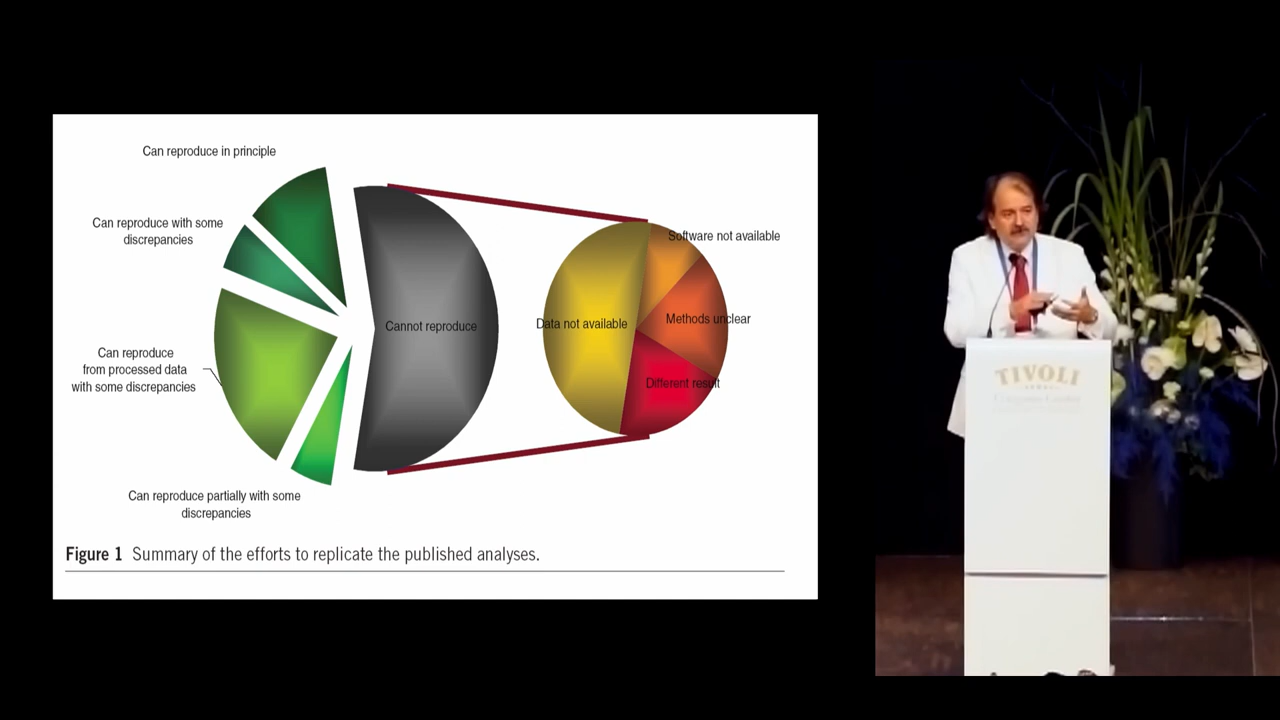 Can reproduce in principle
Can reproduce with some
discrepancies
Can reproduce
from processed data
with some discrepancies
Can reproduce partially with some
discrepancies
Cannot reproduce
Software not available
Data not available
Methods unclear
Different result
Figure 1 Summary of the efforts to replicate the published analyses.
TIVOLI